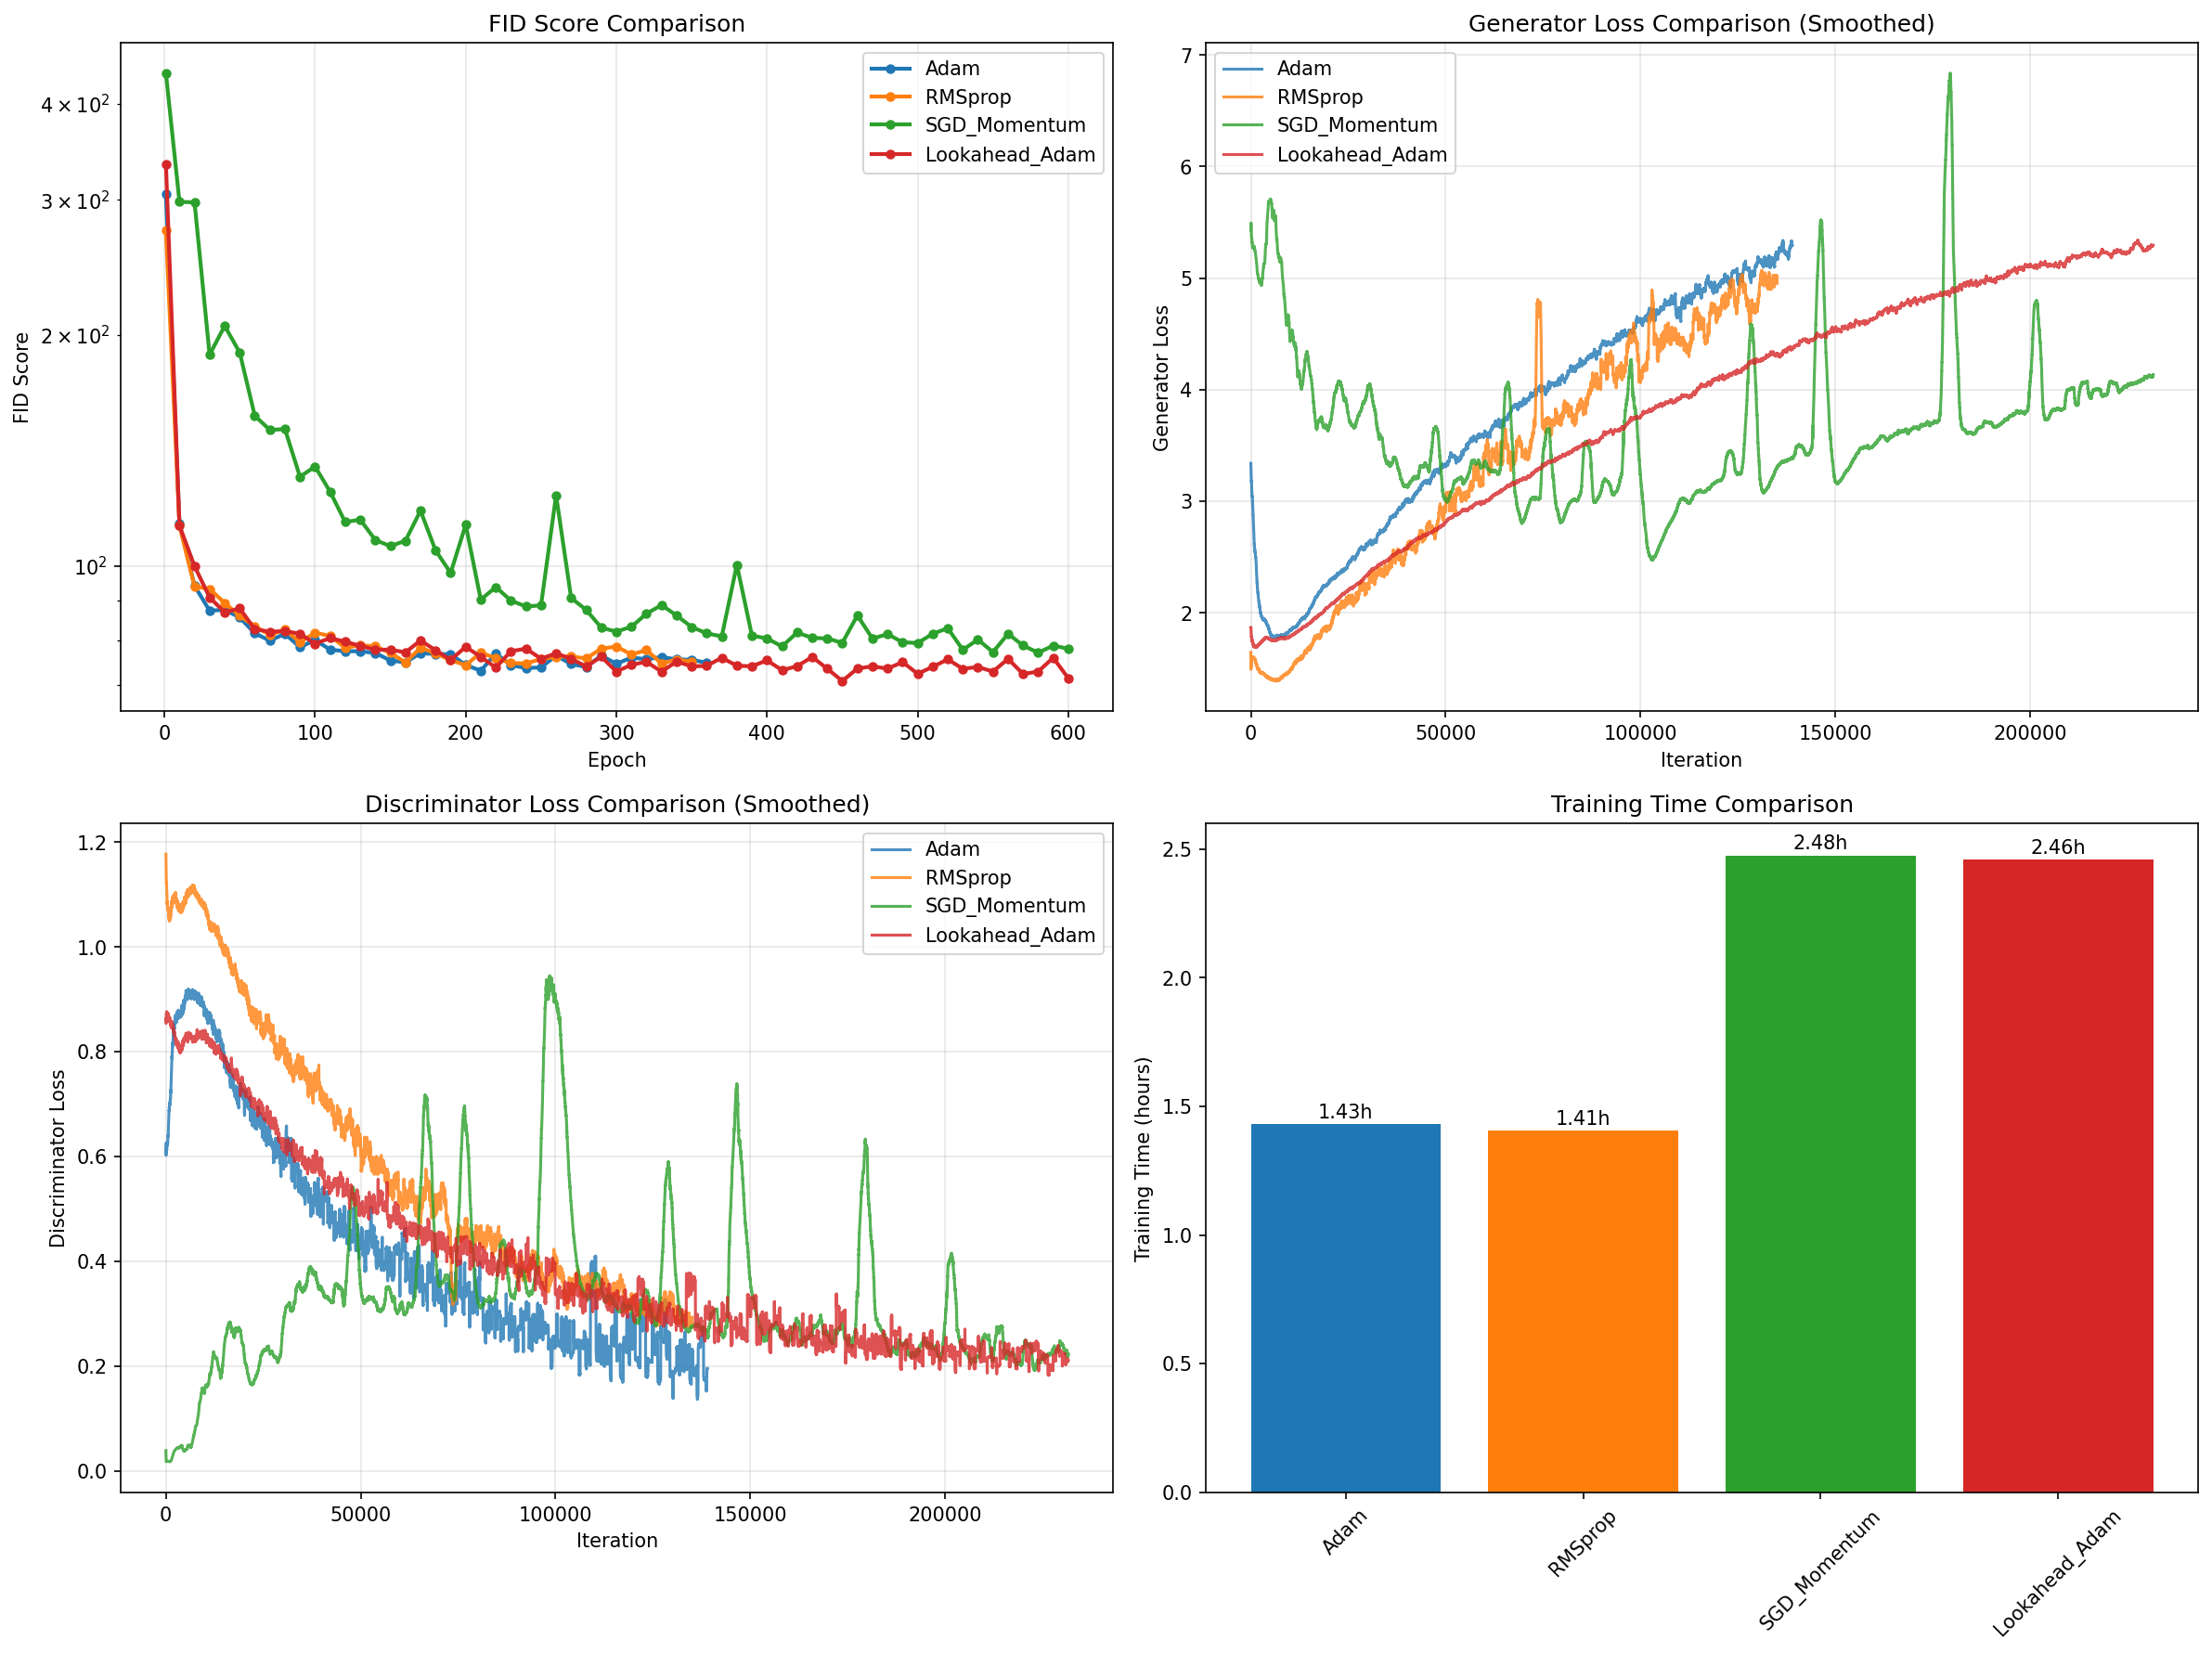 FID Score Comparison
4 × 10²
3 × 10²
2 × 10²
10²
FID Score
0 100 200 300 400 500 600
Epoch
Adam
RMSprop
SGD_Momentum
Lookahead_Adam
Generator Loss Comparison (Smoothed)
7
6
5
4
3
2
Generator Loss
0 50000 100000 150000 200000
Iteration
Adam
RMSprop
SGD_Momentum
Lookahead_Adam
Discriminator Loss Comparison (Smoothed)
1.2
1.0
0.8
0.6
0.4
0.2
0.0
Discriminator Loss
0 50000 100000 150000 200000
Iteration
Adam
RMSprop
SGD_Momentum
Lookahead_Adam
Training Time Comparison
2.5
2.0
1.5
1.0
0.5
0.0
Training Time (hours)
1.43h
1.41h
2.48h
2.46h
Adam
RMSprop
SGD_Momentum
Lookahead_Adam